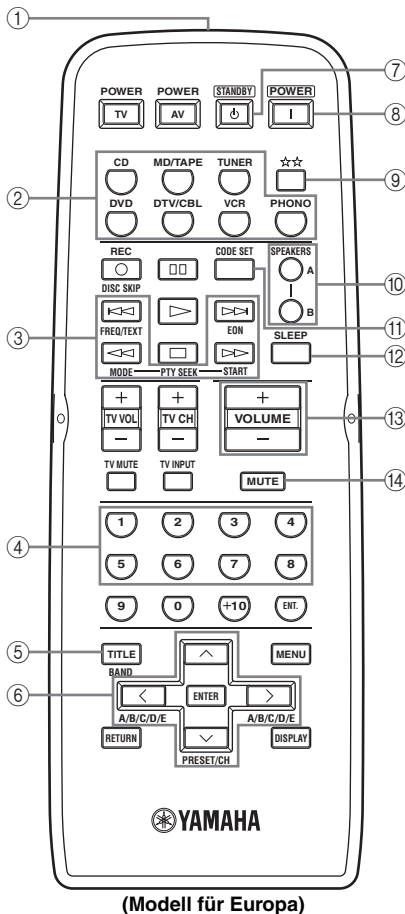 ①
POWER POWER STANDBY POWER ⑦
TV AV ⏻ | ⑧
CD MD/TAPE TUNER ☆☆ ⑨
②
DVD DTV/CBL VCR PHONO
REC CODE SET SPEAKERS
A ⑩
DISC SKIP
B ⑪
③
FREQ/TEXT EON SLEEP ⑫
MODE PTY SEEK START
+ + + ⑬
TV VOL TV CH VOLUME
– – –
TV MUTE TV INPUT MUTE ⑭
1 2 3 4
④
5 6 7 8
9 0 +10 ENT.
⑤ TITLE MENU
BAND
⑥
ENTER
A/B/C/D/E A/B/C/D/E
RETURN DISPLAY
PRESET/CH
YAMAHA
(Modell für Europa)